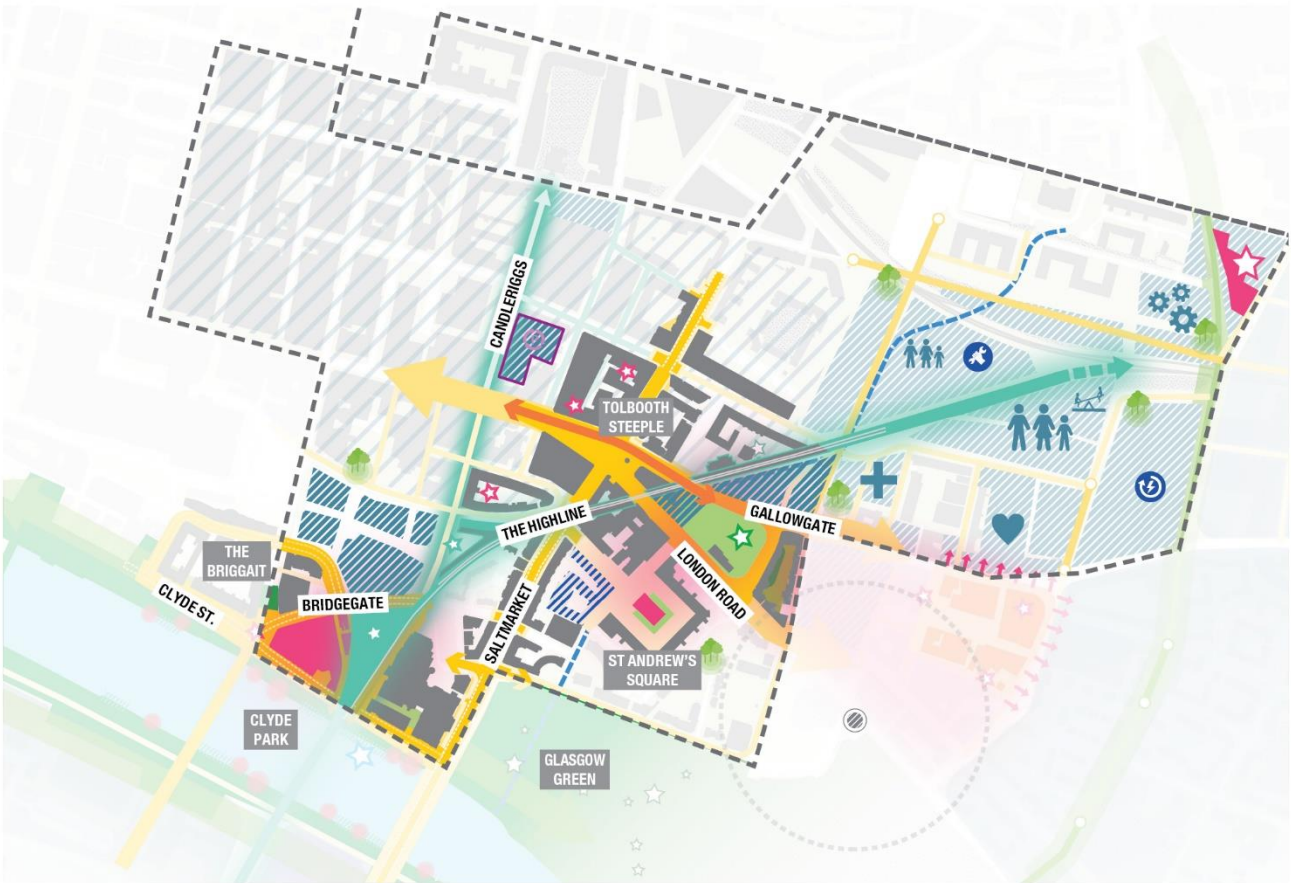 CANDLERIGGS
TOLBOOTH
STEEPLE
THE HIGHLINE
GALLOWGATE
THE
BRIGGAIT
CLYDE ST.
BRIDGEGATE
SALTMARKET
LONDON ROAD
ST ANDREW'S
SQUARE
CLYDE
PARK
GLASGOW
GREEN